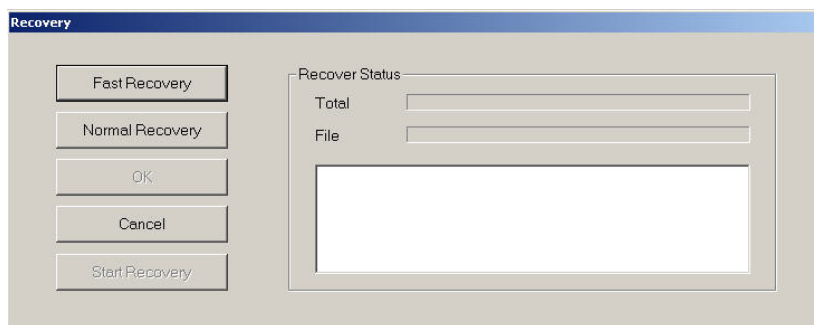 Recovery
Fast Recovery
Normal Recovery
OK
Cancel
Start Recovery
Recover Status
Total
File